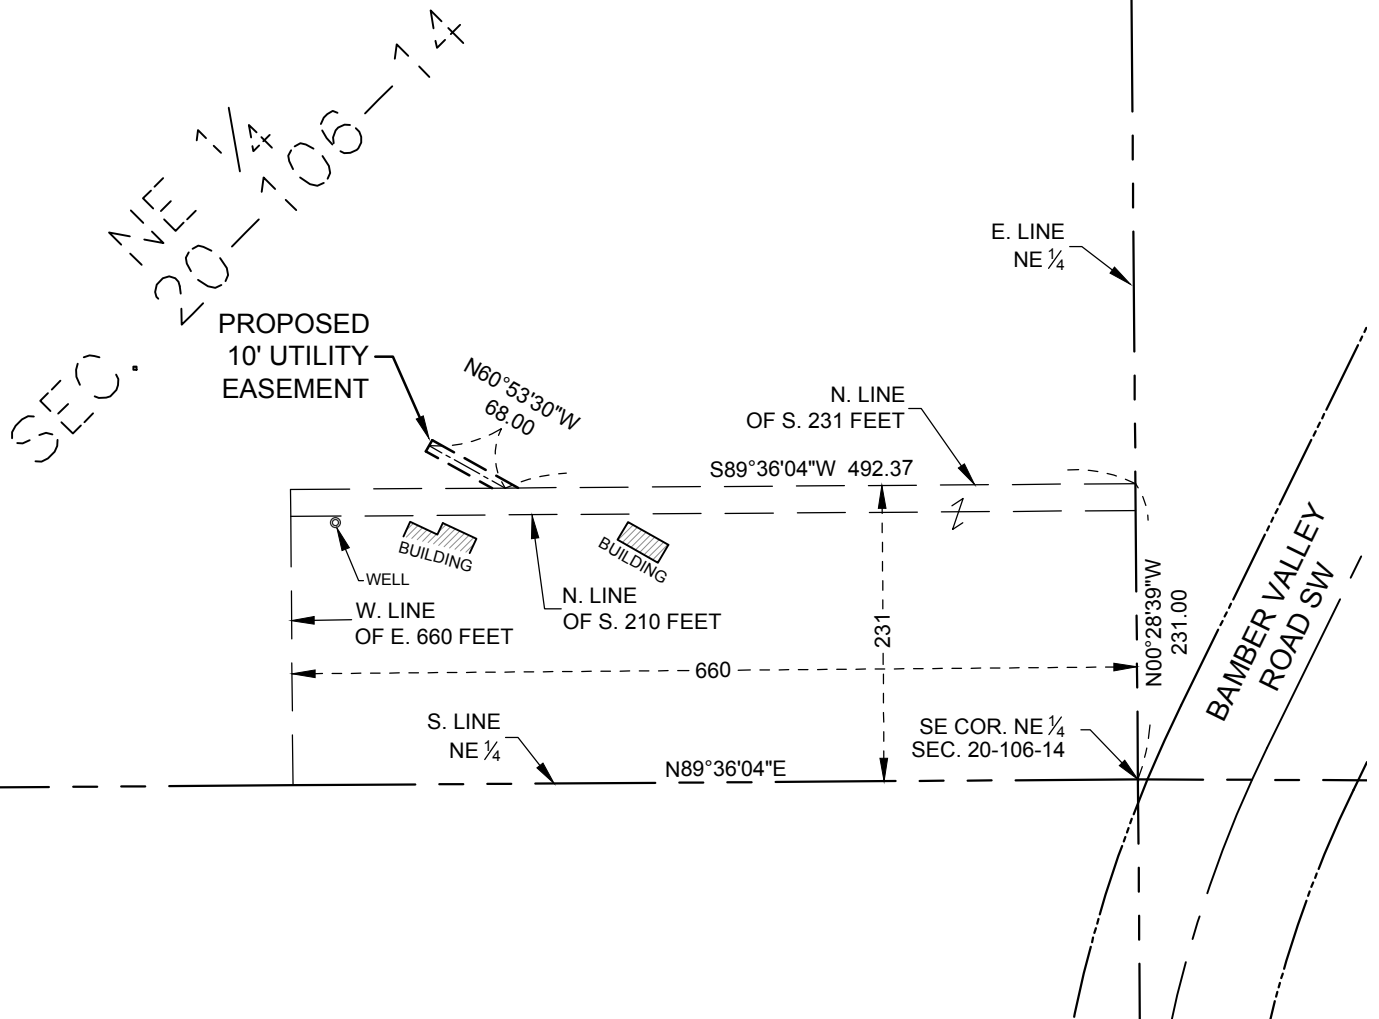 NE 1/4
SEC. 20-106-14
E. LINE
NE 1/4
PROPOSED
10' UTILITY
EASEMENT
N60°53'30"W
68.00
N. LINE
OF S. 231 FEET
S89°36'04"W 492.37
BUILDING
BUILDING
WELL
W. LINE
OF E. 660 FEET
N. LINE
OF S. 210 FEET
231
N00°28'39"W
231.00
BAMBER VALLEY
ROAD SW
660
S. LINE
NE 1/4
SE COR. NE 1/4
SEC. 20-106-14
N89°36'04"E